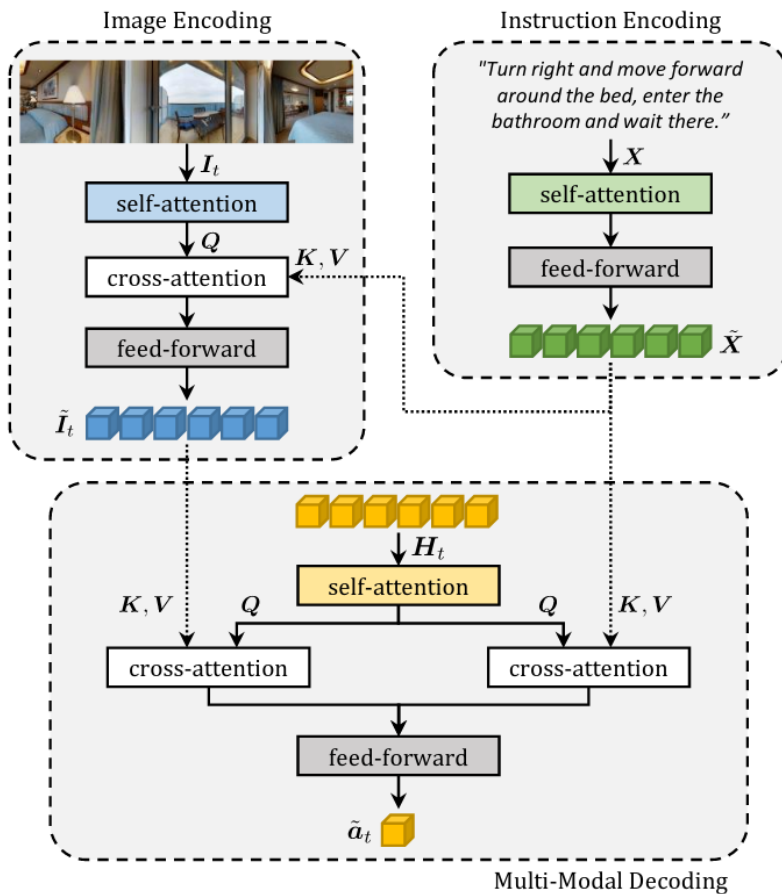 Image Encoding
I_t
self-attention
Q
K, V
cross-attention
feed-forward
Ĩ_t
Instruction Encoding
"Turn right and move forward
around the bed, enter the
bathroom and wait there.”
X
self-attention
feed-forward
X̃
H_t
self-attention
K, V
Q
Q
K, V
cross-attention
cross-attention
feed-forward
ã_t
Multi-Modal Decoding